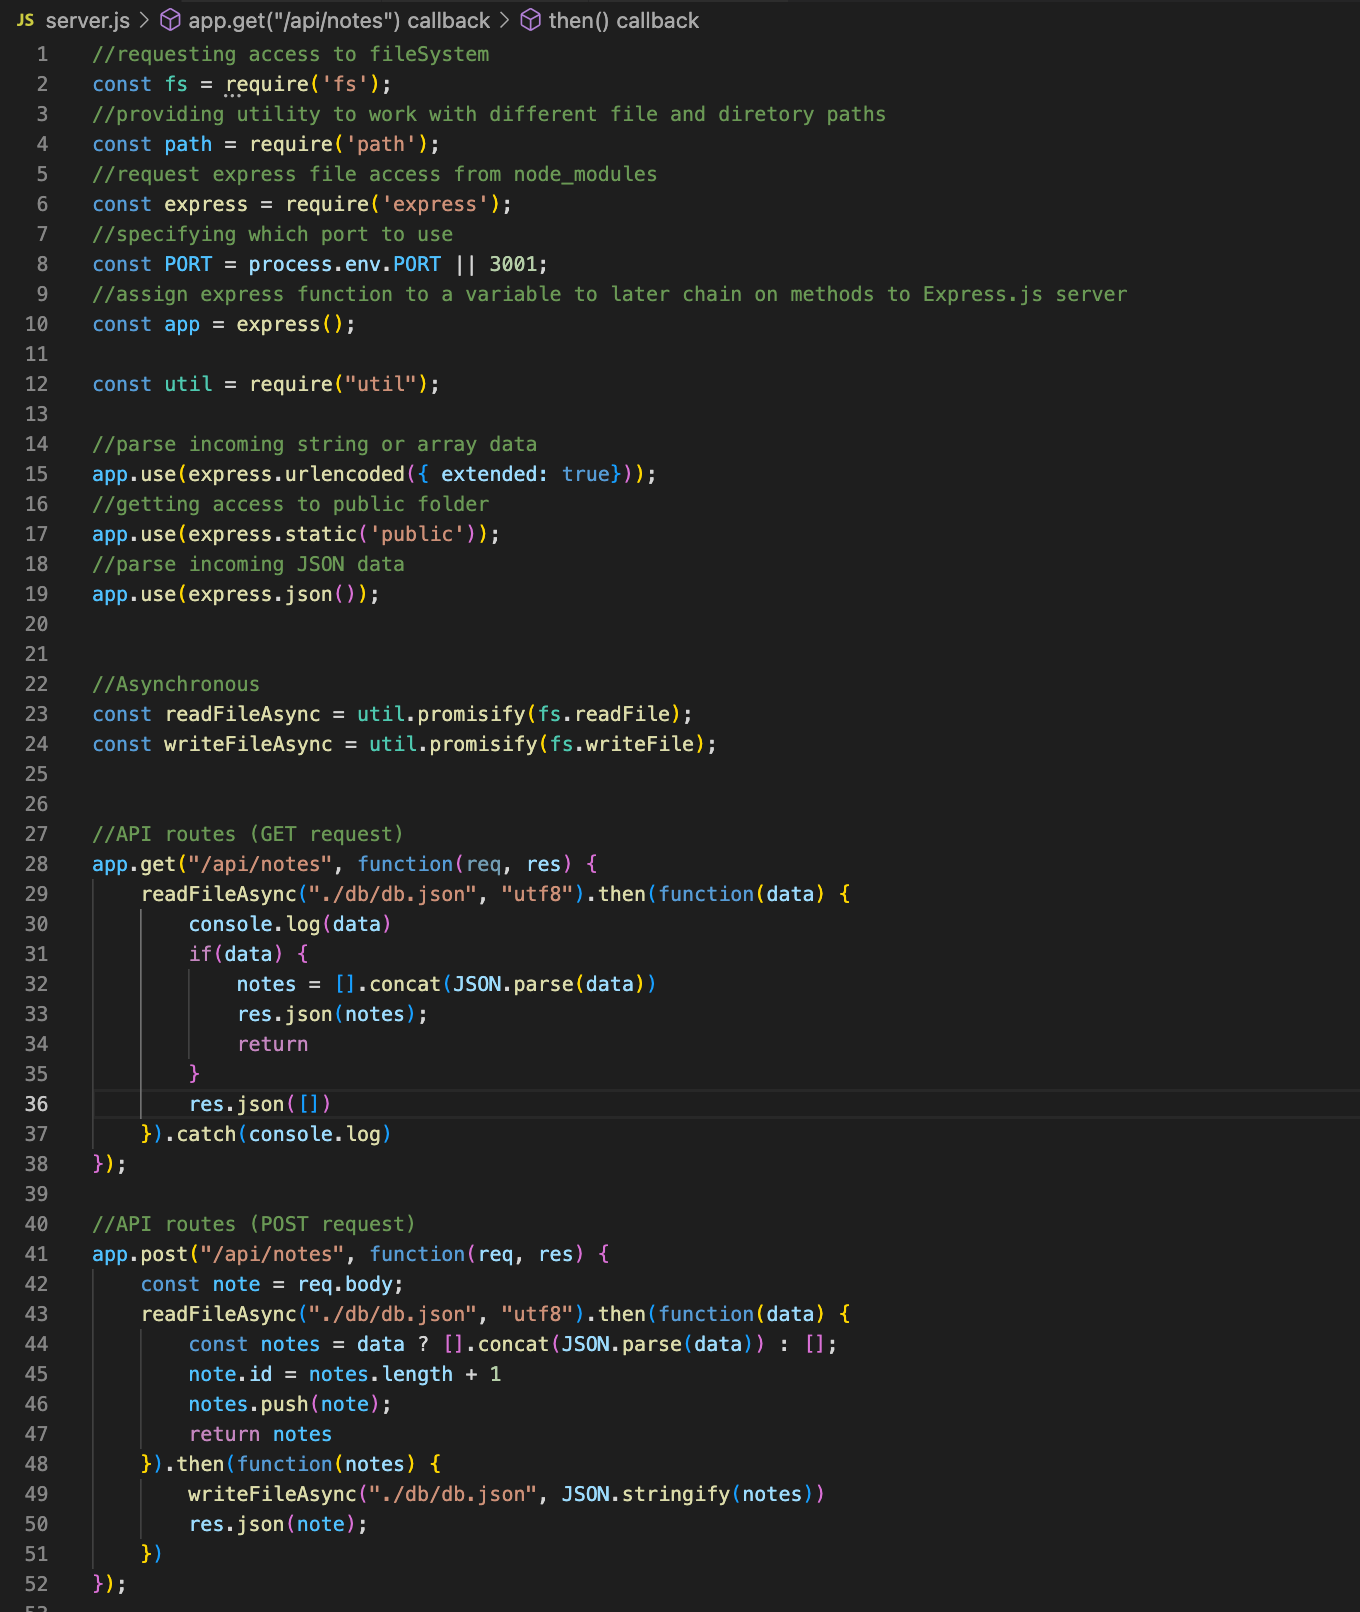 JS server.js > app.get("/api/notes") callback > then() callback
1 //requesting access to fileSystem
2 const fs = require('fs');
3 //providing utility to work with different file and diretory paths
4 const path = require('path');
5 //request express file access from node_modules
6 const express = require('express');
7 //specifying which port to use
8 const PORT = process.env.PORT || 3001;
9 //assign express function to a variable to later chain on methods to Express.js server
10 const app = express();
11
12 const util = require("util");
13
14 //parse incoming string or array data
15 app.use(express.urlencoded({ extended: true}));
16 //getting access to public folder
17 app.use(express.static('public'));
18 //parse incoming JSON data
19 app.use(express.json());
20
21
22 //Asynchronous
23 const readFileAsync = util.promisify(fs.readFile);
24 const writeFileAsync = util.promisify(fs.writeFile);
25
26
27 //API routes (GET request)
28 app.get("/api/notes", function(req, res) {
29     readFileAsync("./db/db.json", "utf8").then(function(data) {
30         console.log(data)
31         if(data) {
32             notes = [].concat(JSON.parse(data))
33             res.json(notes);
34             return
35         }
36         res.json([])
37     }).catch(console.log)
38 });
39
40 //API routes (POST request)
41 app.post("/api/notes", function(req, res) {
42     const note = req.body;
43     readFileAsync("./db/db.json", "utf8").then(function(data) {
44         const notes = data ? [].concat(JSON.parse(data)) : [];
45         note.id = notes.length + 1
46         notes.push(note);
47         return notes
48     }).then(function(notes) {
49         writeFileAsync("./db/db.json", JSON.stringify(notes))
50         res.json(note);
51     })
52 });
53